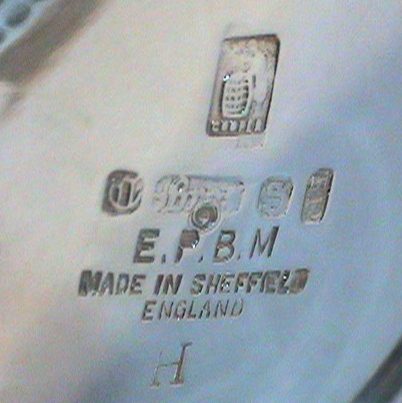 S
E.P.B.M
MADE IN SHEFFIELD
ENGLAND
H